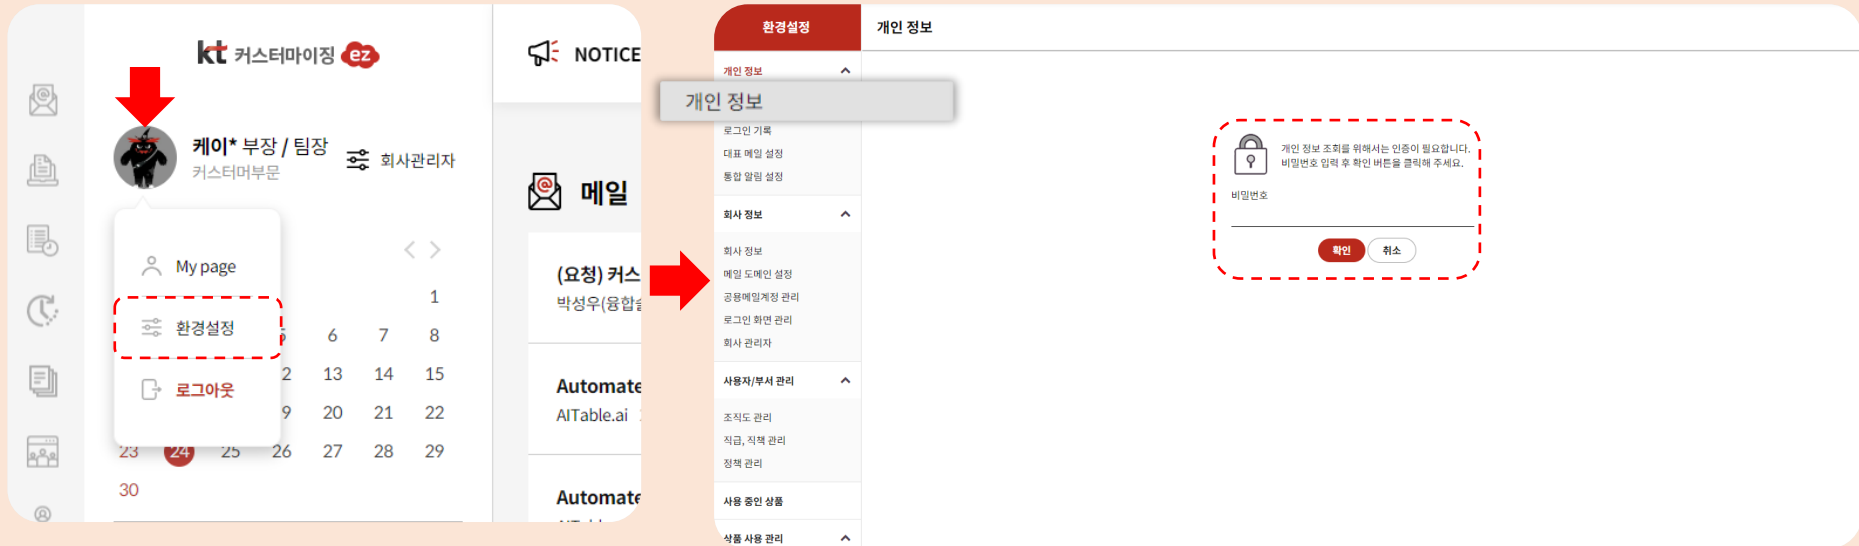 kt 커스터마이징 ez
케이* 부장 / 팀장
커스터머부문
회사관리자
My page
환경설정
로그아웃
1
6 7 8
2 13 14 15
9 20 21 22
23 24 25 26 27 28 29
30
NOTICE
메일
(요청) 커스
박성우(융합솔
Automate
AITable.ai
Automate
환경설정
개인 정보
개인 정보
개인 정보
로그인 기록
대표 메일 설정
통합 알림 설정
회사 정보
회사 정보
메일 도메인 설정
공용메일계정 관리
로그인 화면 관리
회사 관리자
사용자/부서 관리
조직도 관리
직급, 직책 관리
정책 관리
사용 중인 상품
상품 사용 관리
개인 정보 조회를 위해서는 인증이 필요합니다.
비밀번호 입력 후 확인 버튼을 클릭해 주세요.
비밀번호
확인 취소